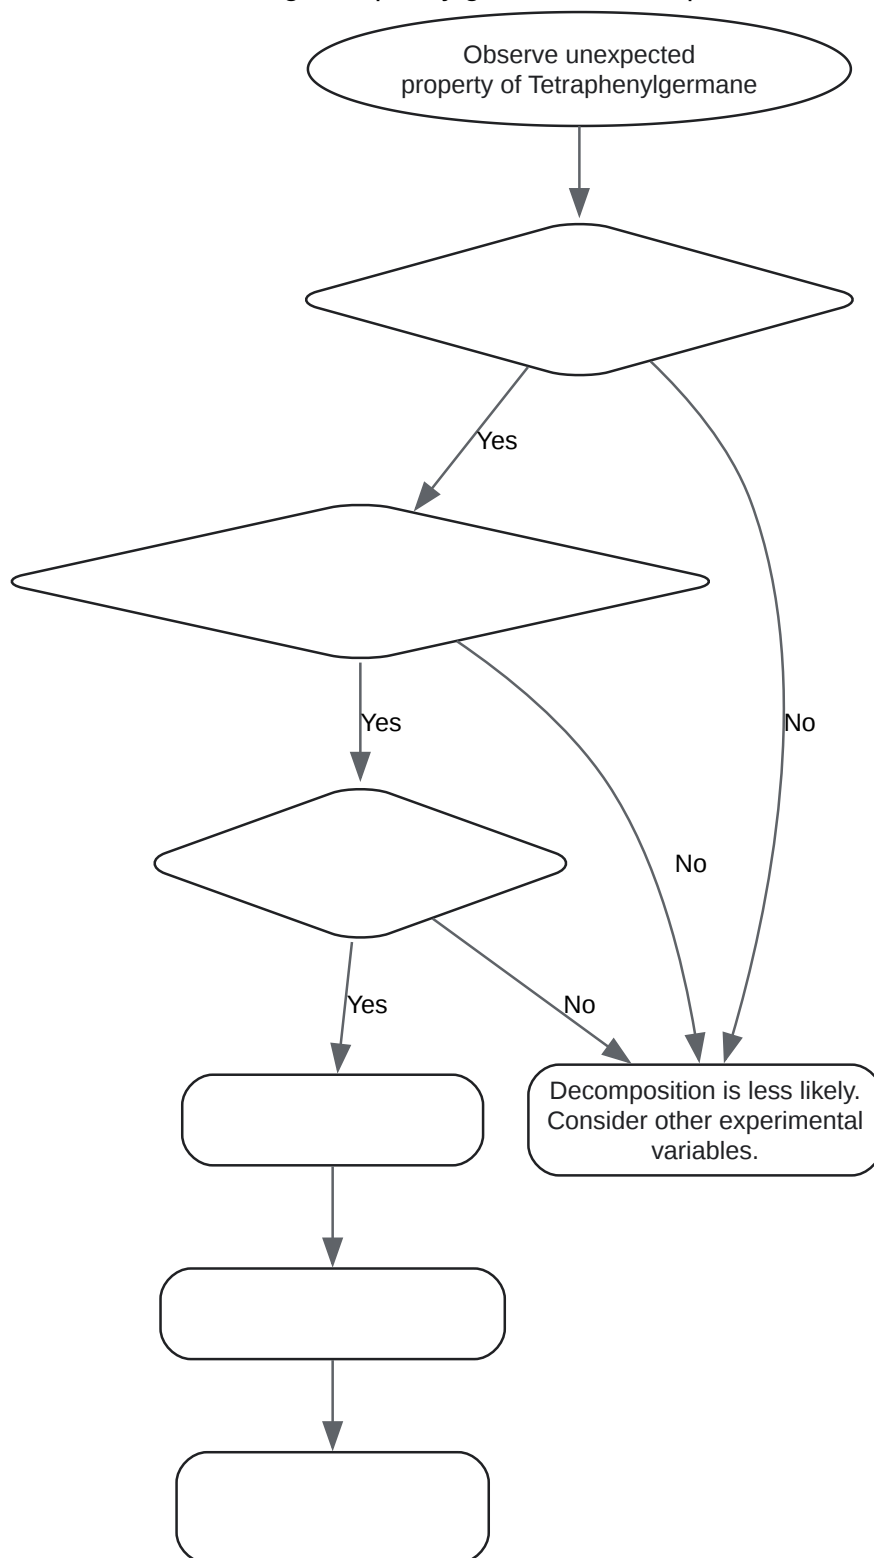 Observe unexpected
property of Tetraphenylgermane
Yes
Yes
No
No
Yes
No
Decomposition is less likely.
Consider other experimental
variables.